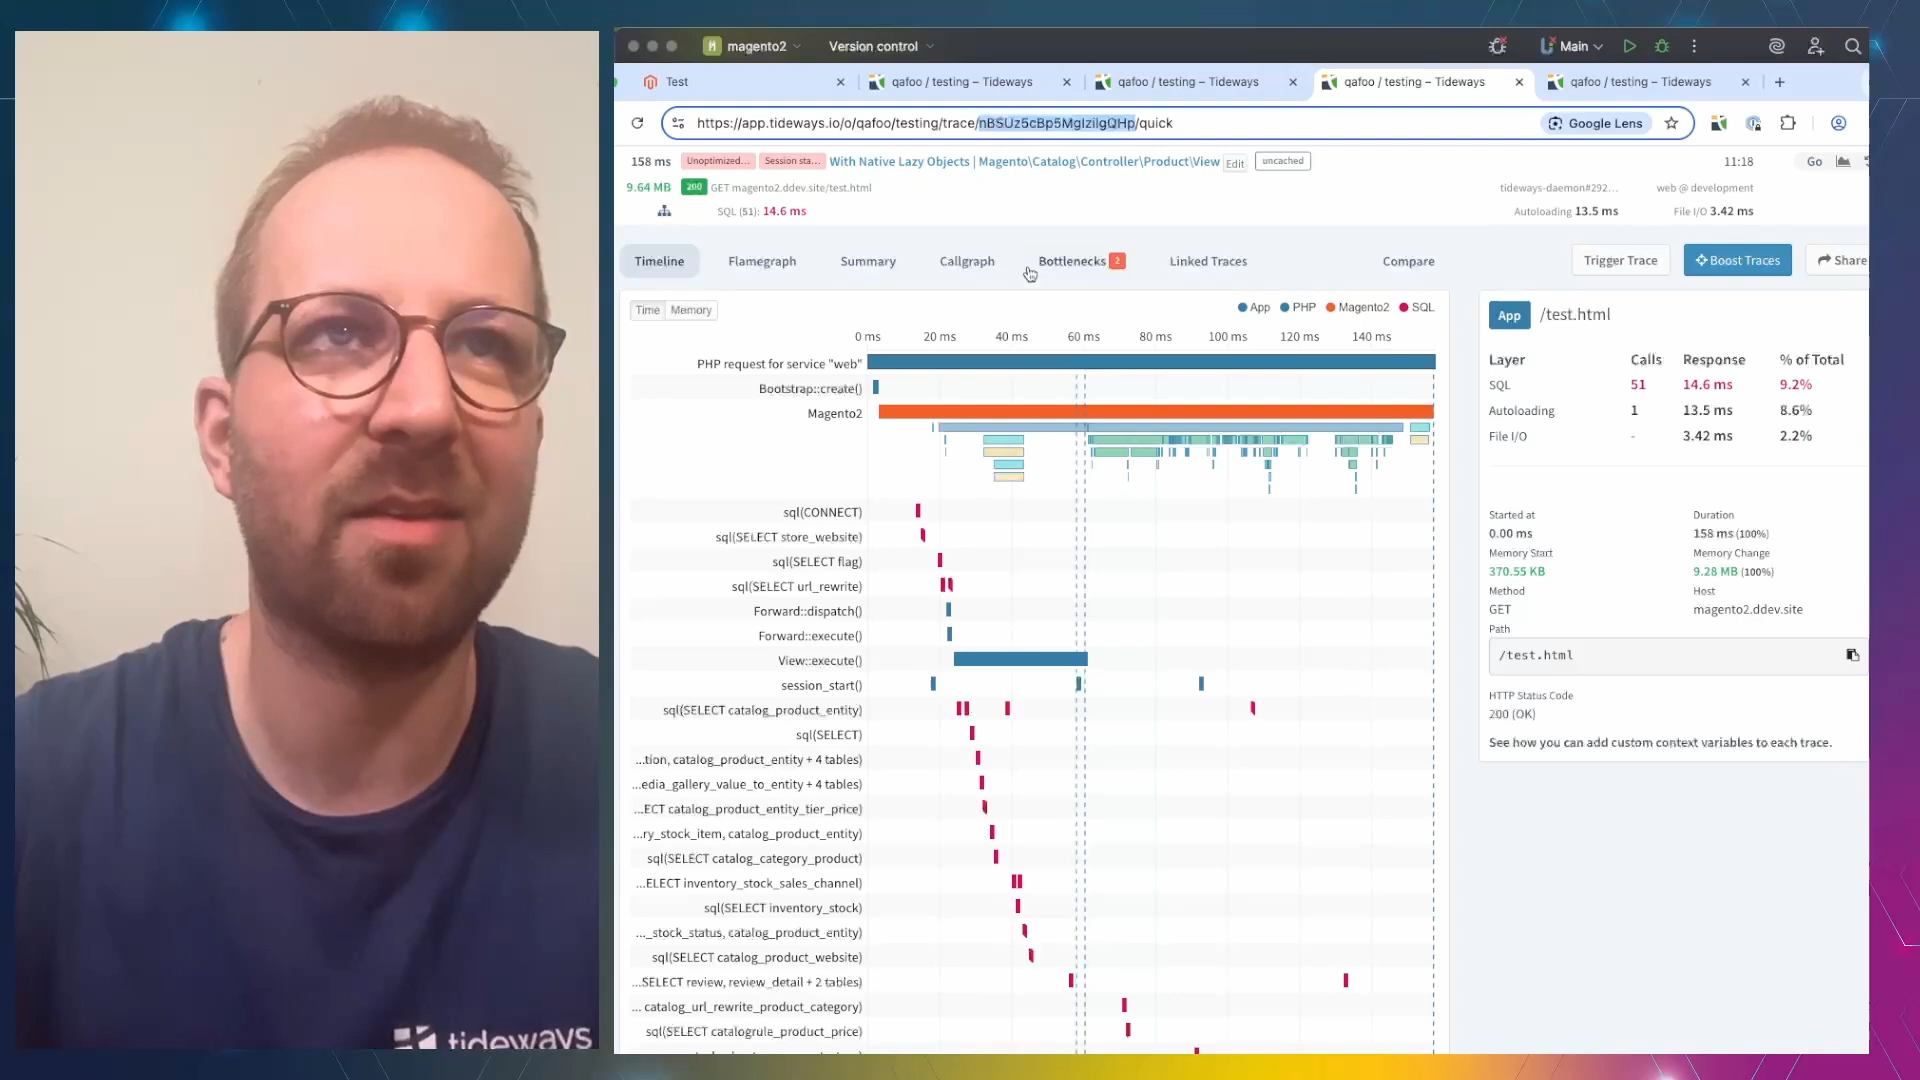 magento2
Version control
Main
Test
qafoo / testing – Tideways
qafoo / testing – Tideways
qafoo / testing – Tideways
qafoo / testing – Tideways
https://app.tideways.io/o/qafoo/testing/trace/nBSUz5cBp5MgIzilgQHp/quick
Google Lens
158 ms Unoptimized... Session sta... With Native Lazy Objects | Magento\Catalog\Controller\Product\View Edit uncached 11:18 Go
9.64 MB 200 GET magento2.ddev.site/test.html tideways-daemon#292... web @ development
SQL (51): 14.6 ms Autoloading 13.5 ms File I/O 3.42 ms
Timeline Flamegraph Summary Callgraph Bottlenecks 2 Linked Traces Compare Trigger Trace Boost Traces Share
Time Memory
App PHP Magento2 SQL
0 ms 20 ms 40 ms 60 ms 80 ms 100 ms 120 ms 140 ms
PHP request for service "web"
Bootstrap::create()
Magento2
sql(CONNECT)
sql(SELECT store_website)
sql(SELECT flag)
sql(SELECT url_rewrite)
Forward::dispatch()
Forward::execute()
View::execute()
session_start()
sql(SELECT catalog_product_entity)
sql(SELECT)
...tion, catalog_product_entity + 4 tables)
...edia_gallery_value_to_entity + 4 tables)
...ECT catalog_product_entity_tier_price)
...ry_stock_item, catalog_product_entity)
sql(SELECT catalog_category_product)
...ELECT inventory_stock_sales_channel)
sql(SELECT inventory_stock)
..._stock_status, catalog_product_entity)
sql(SELECT catalog_product_website)
...SELECT review, review_detail + 2 tables)
... catalog_url_rewrite_product_category)
sql(SELECT catalogrule_product_price)
App /test.html
Layer Calls Response % of Total
SQL 51 14.6 ms 9.2%
Autoloading 1 13.5 ms 8.6%
File I/O - 3.42 ms 2.2%
Started at Duration
0.00 ms 158 ms (100%)
Memory Start Memory Change
370.55 KB 9.28 MB (100%)
Method Host
GET magento2.ddev.site
Path
/test.html
HTTP Status Code
200 (OK)
See how you can add custom context variables to each trace.
tideways